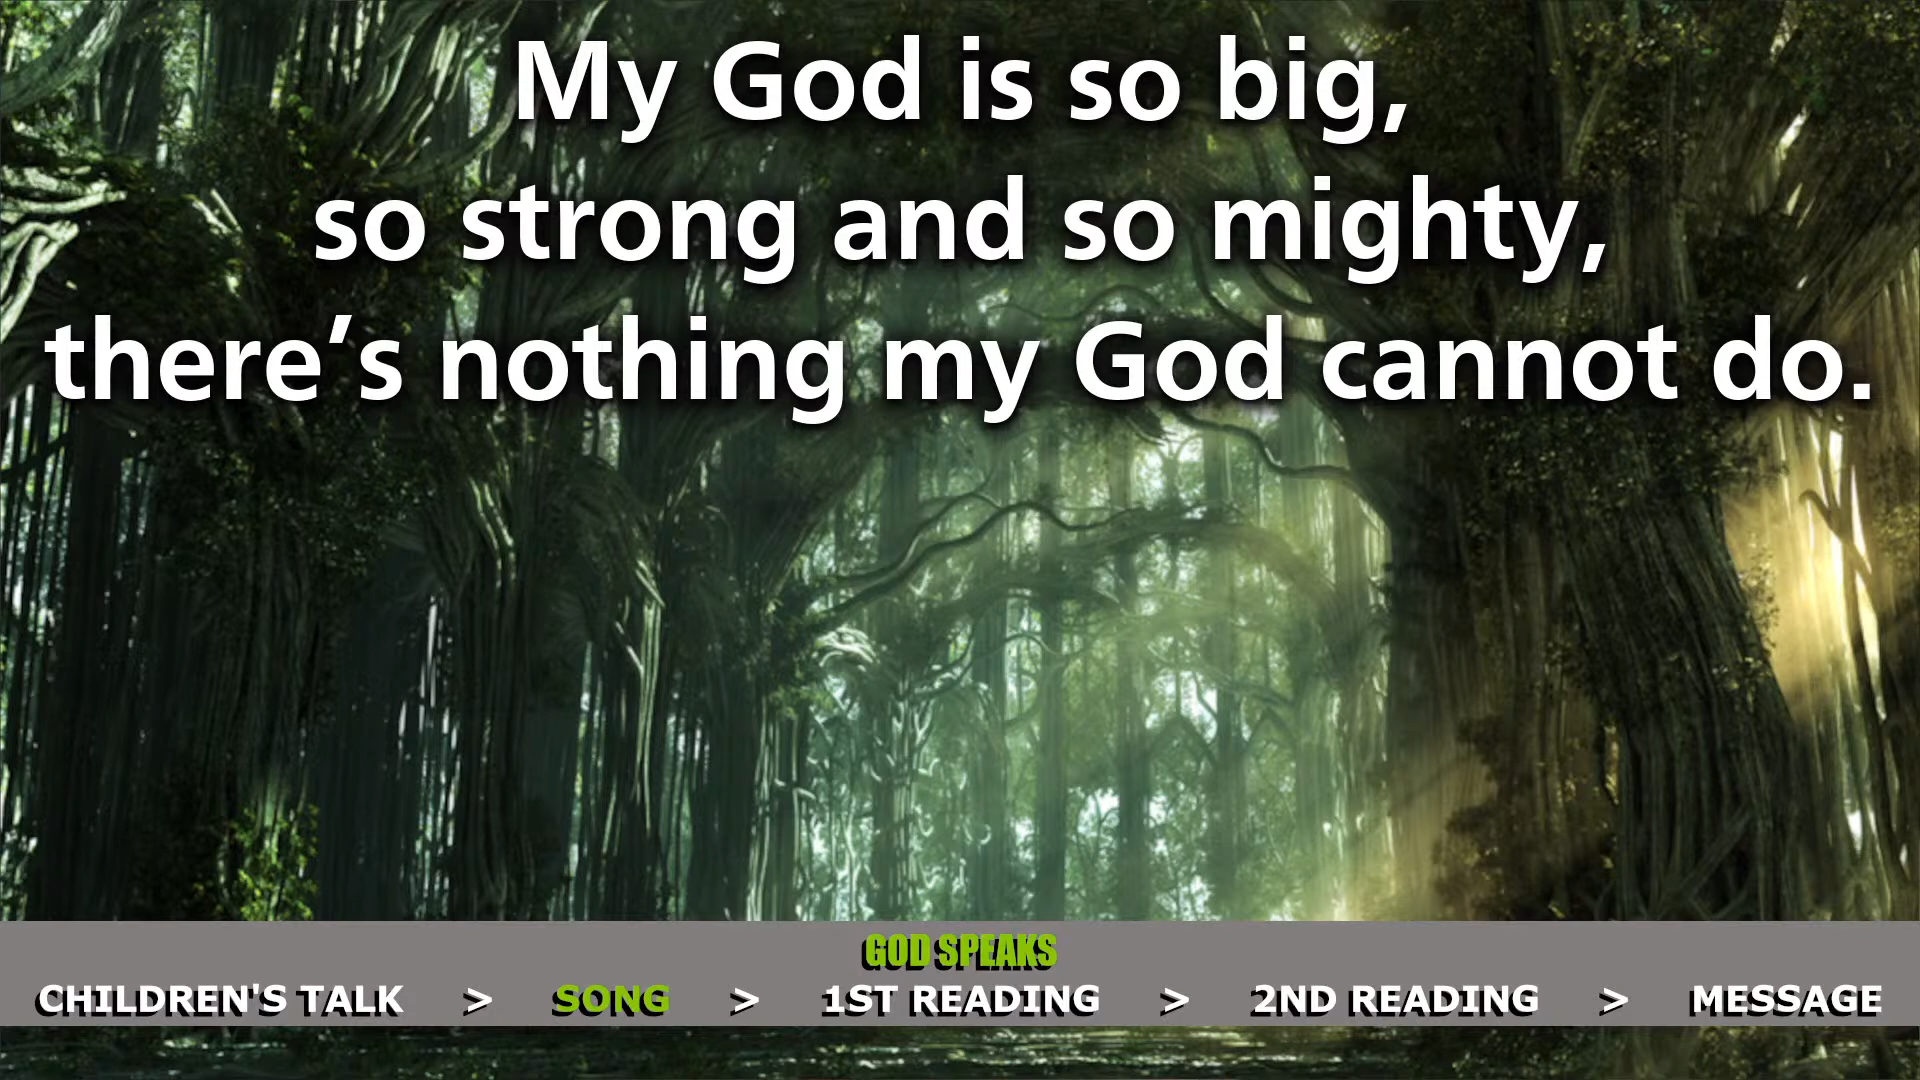 My God is so big,
so strong and so mighty,
there’s nothing my God cannot do.
GOD SPEAKS
CHILDREN'S TALK > SONG > 1ST READING > 2ND READING > MESSAGE